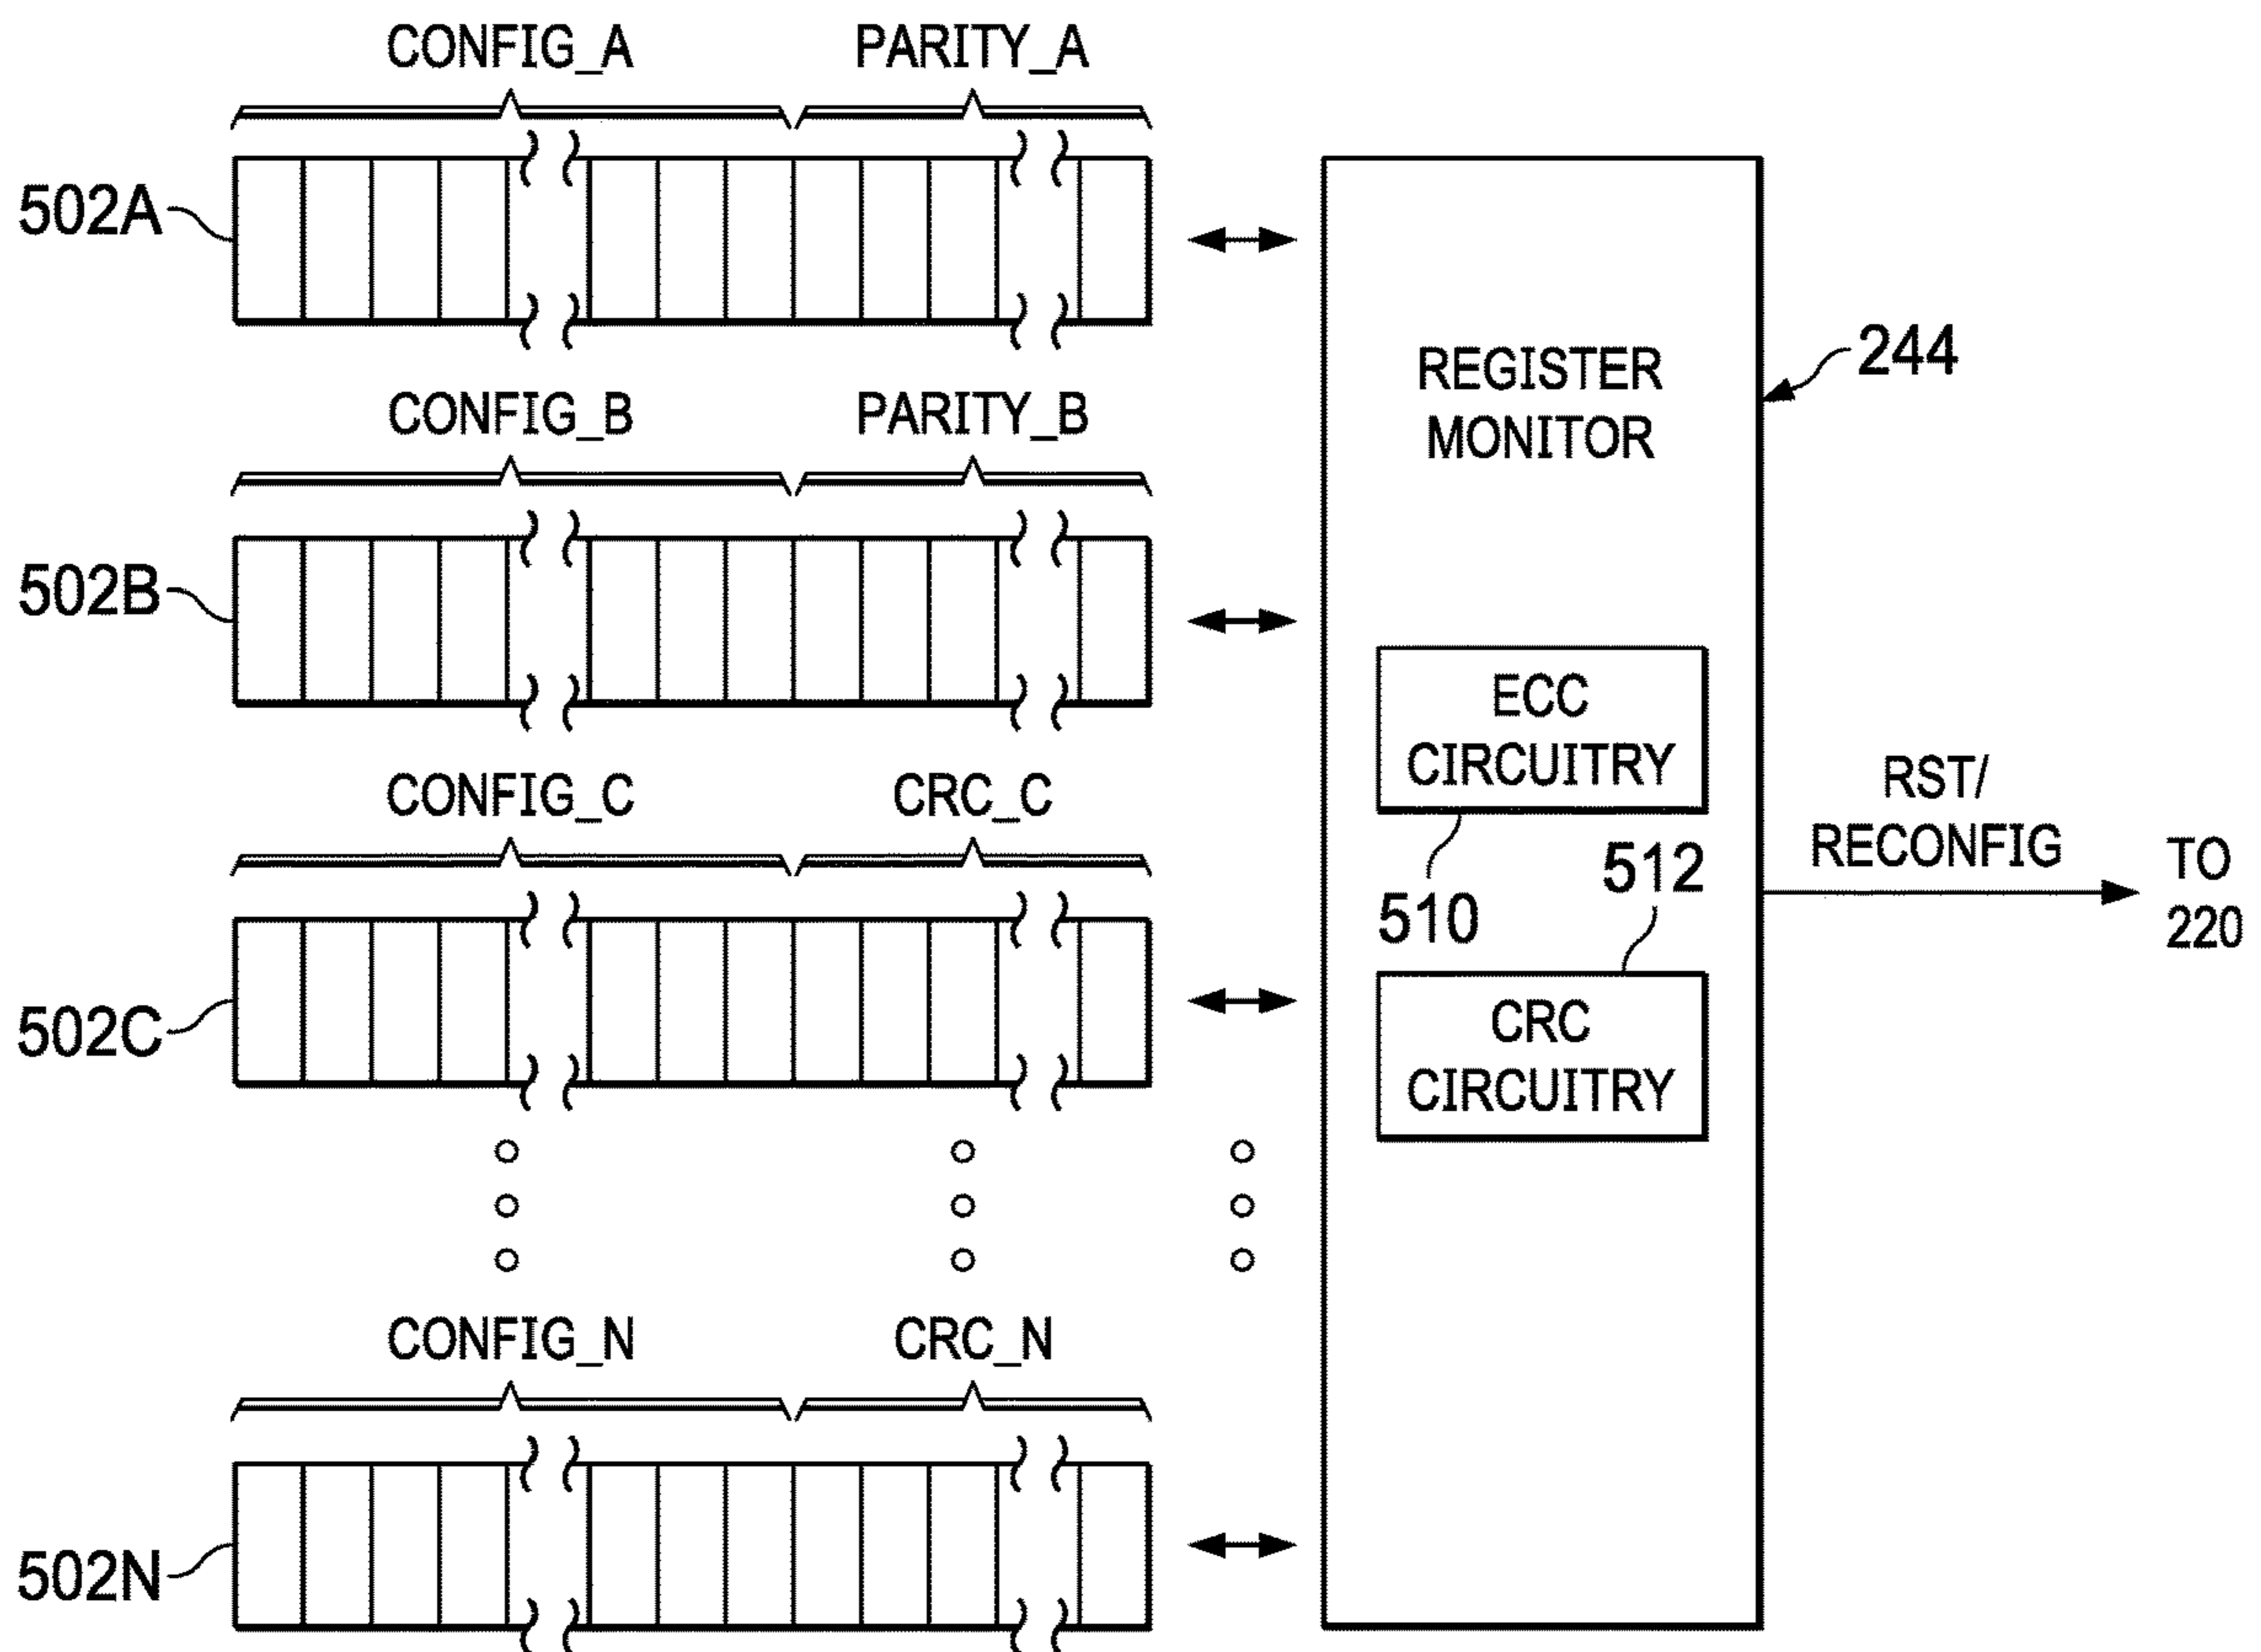 CONFIG_A PARITY_A
502A
CONFIG_B PARITY_B
502B
CONFIG_C CRC_C
502C
CONFIG_N CRC_N
502N
REGISTER
MONITOR
244
ECC
CIRCUITRY
510
512
CRC
CIRCUITRY
RST/
RECONFIG
TO
220